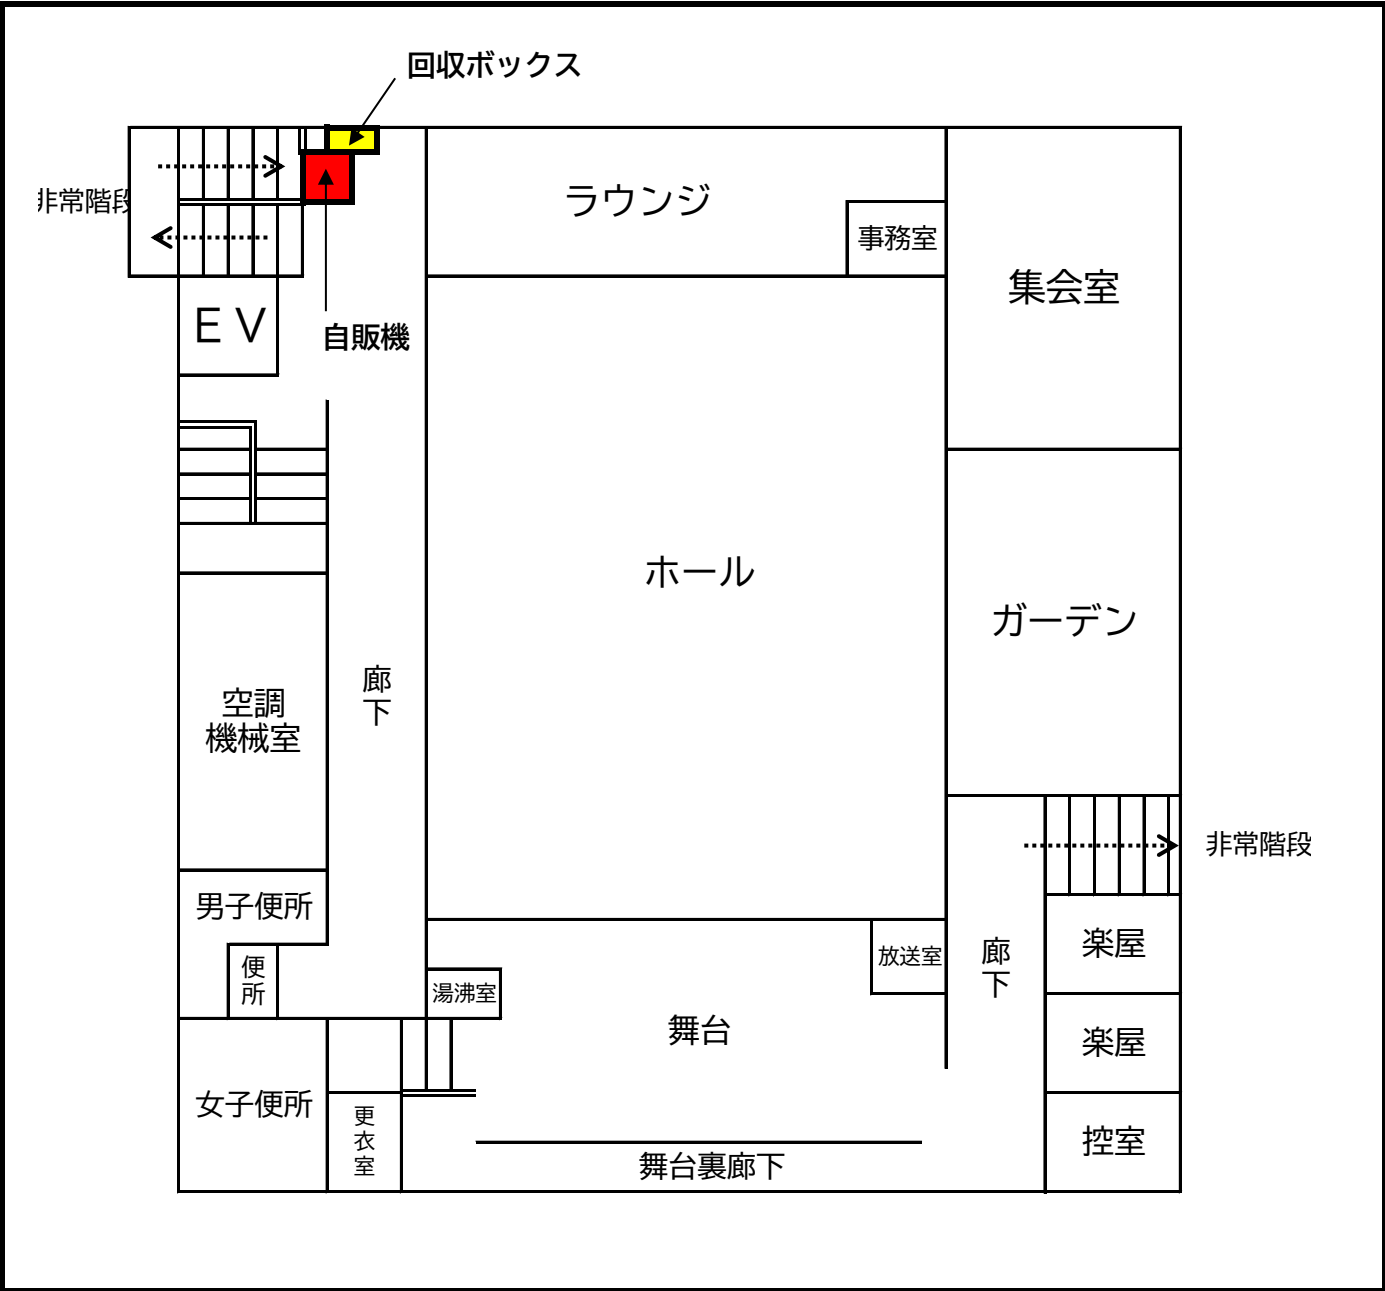 回収ボックス
非常階段
ラウンジ
事務室
集会室
ＥＶ
自販機
ホール
ガーデン
廊下
空調
機械室
非常階段
男子便所
便所
湯沸室
放送室
廊下
楽屋
舞台
楽屋
女子便所
更衣室
控室
舞台裏廊下